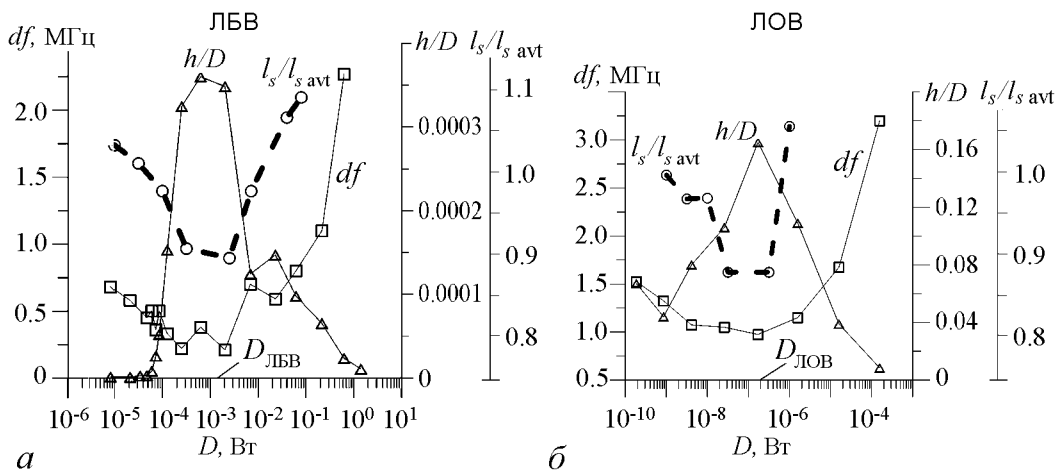 ЛБВ
df, МГц
h/D
l_s/l_s avt
h/D
l_s/l_s avt
df
2.0
1.5
1.0
0.5
0
0.0003
0.0002
0.0001
0
1.1
1.0
0.9
0.8
D_ЛБВ
10^-6 10^-5 10^-4 10^-3 10^-2 10^-1 10^0 10^1
D, Вт
а
ЛОВ
df, МГц
h/D
l_s/l_s avt
l_s/l_s avt
h/D
df
3.5
3.0
2.5
2.0
1.5
1.0
0.5
0.16
0.12
0.08
0.04
0
1.0
0.9
0.8
D_ЛОВ
10^-10 10^-8 10^-6 10^-4
D, Вт
б